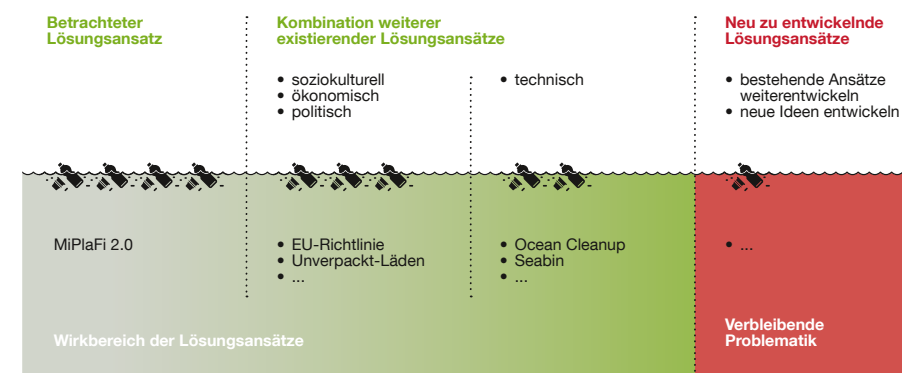 Betrachteter
Lösungsansatz
Kombination weiterer
existierender Lösungsansätze
• soziokulturell
• ökonomisch
• politisch
• technisch
Neu zu entwickelnde
Lösungsansätze
• bestehende Ansätze
weiterentwickeln
• neue Ideen entwickeln
MiPlaFi 2.0
• EU-Richtlinie
• Unverpackt-Läden
• ...
• Ocean Cleanup
• Seabin
• ...
• ...
Wirkbereich der Lösungsansätze
Verbleibende
Problematik